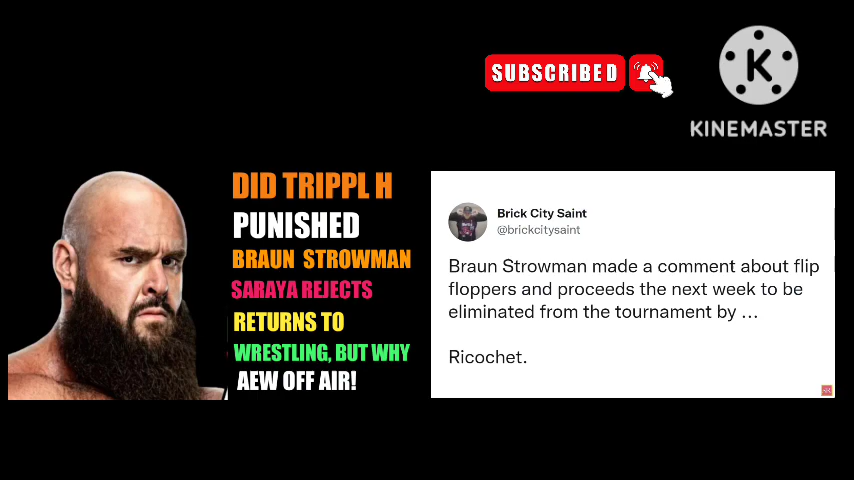 SUBSCRIBED
K
KINEMASTER
DID TRIPPL H
PUNISHED
BRAUN STROWMAN
SARAYA REJECTS
RETURNS TO
WRESTLING, BUT WHY
AEW OFF AIR!
Brick City Saint
@brickcitysaint
Braun Strowman made a comment about flip
floppers and proceeds the next week to be
eliminated from the tournament by ...
Ricochet.